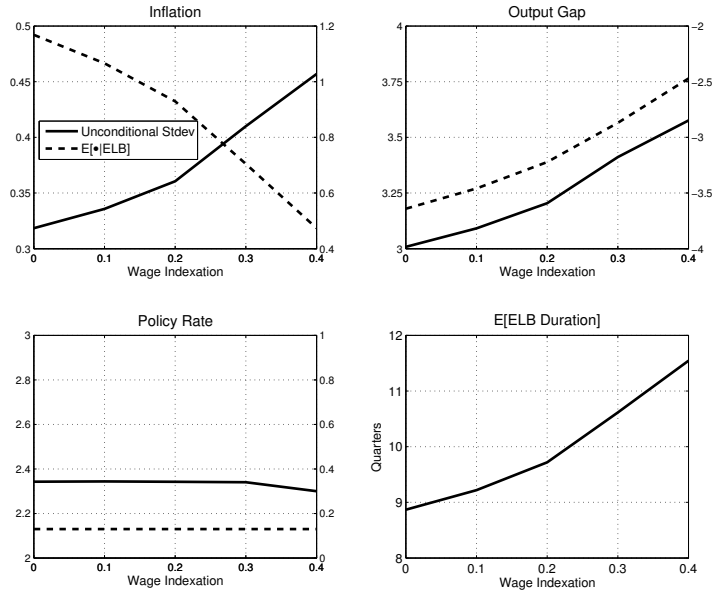 Inflation
0.5
0.45
0.4
0.35
0.3
1.2
1
0.8
0.6
0.4
Unconditional Stdev
E[•|ELB]
0 0.1 0.2 0.3 0.4
Wage Indexation
Output Gap
4
3.75
3.5
3.25
3
−2
−2.5
−3
−3.5
−4
0 0.1 0.2 0.3 0.4
Wage Indexation
Policy Rate
3
2.8
2.6
2.4
2.2
2
1
0.8
0.6
0.4
0.2
0
0 0.1 0.2 0.3 0.4
Wage Indexation
E[ELB Duration]
12
11
10
9
8
Quarters
0 0.1 0.2 0.3 0.4
Wage Indexation